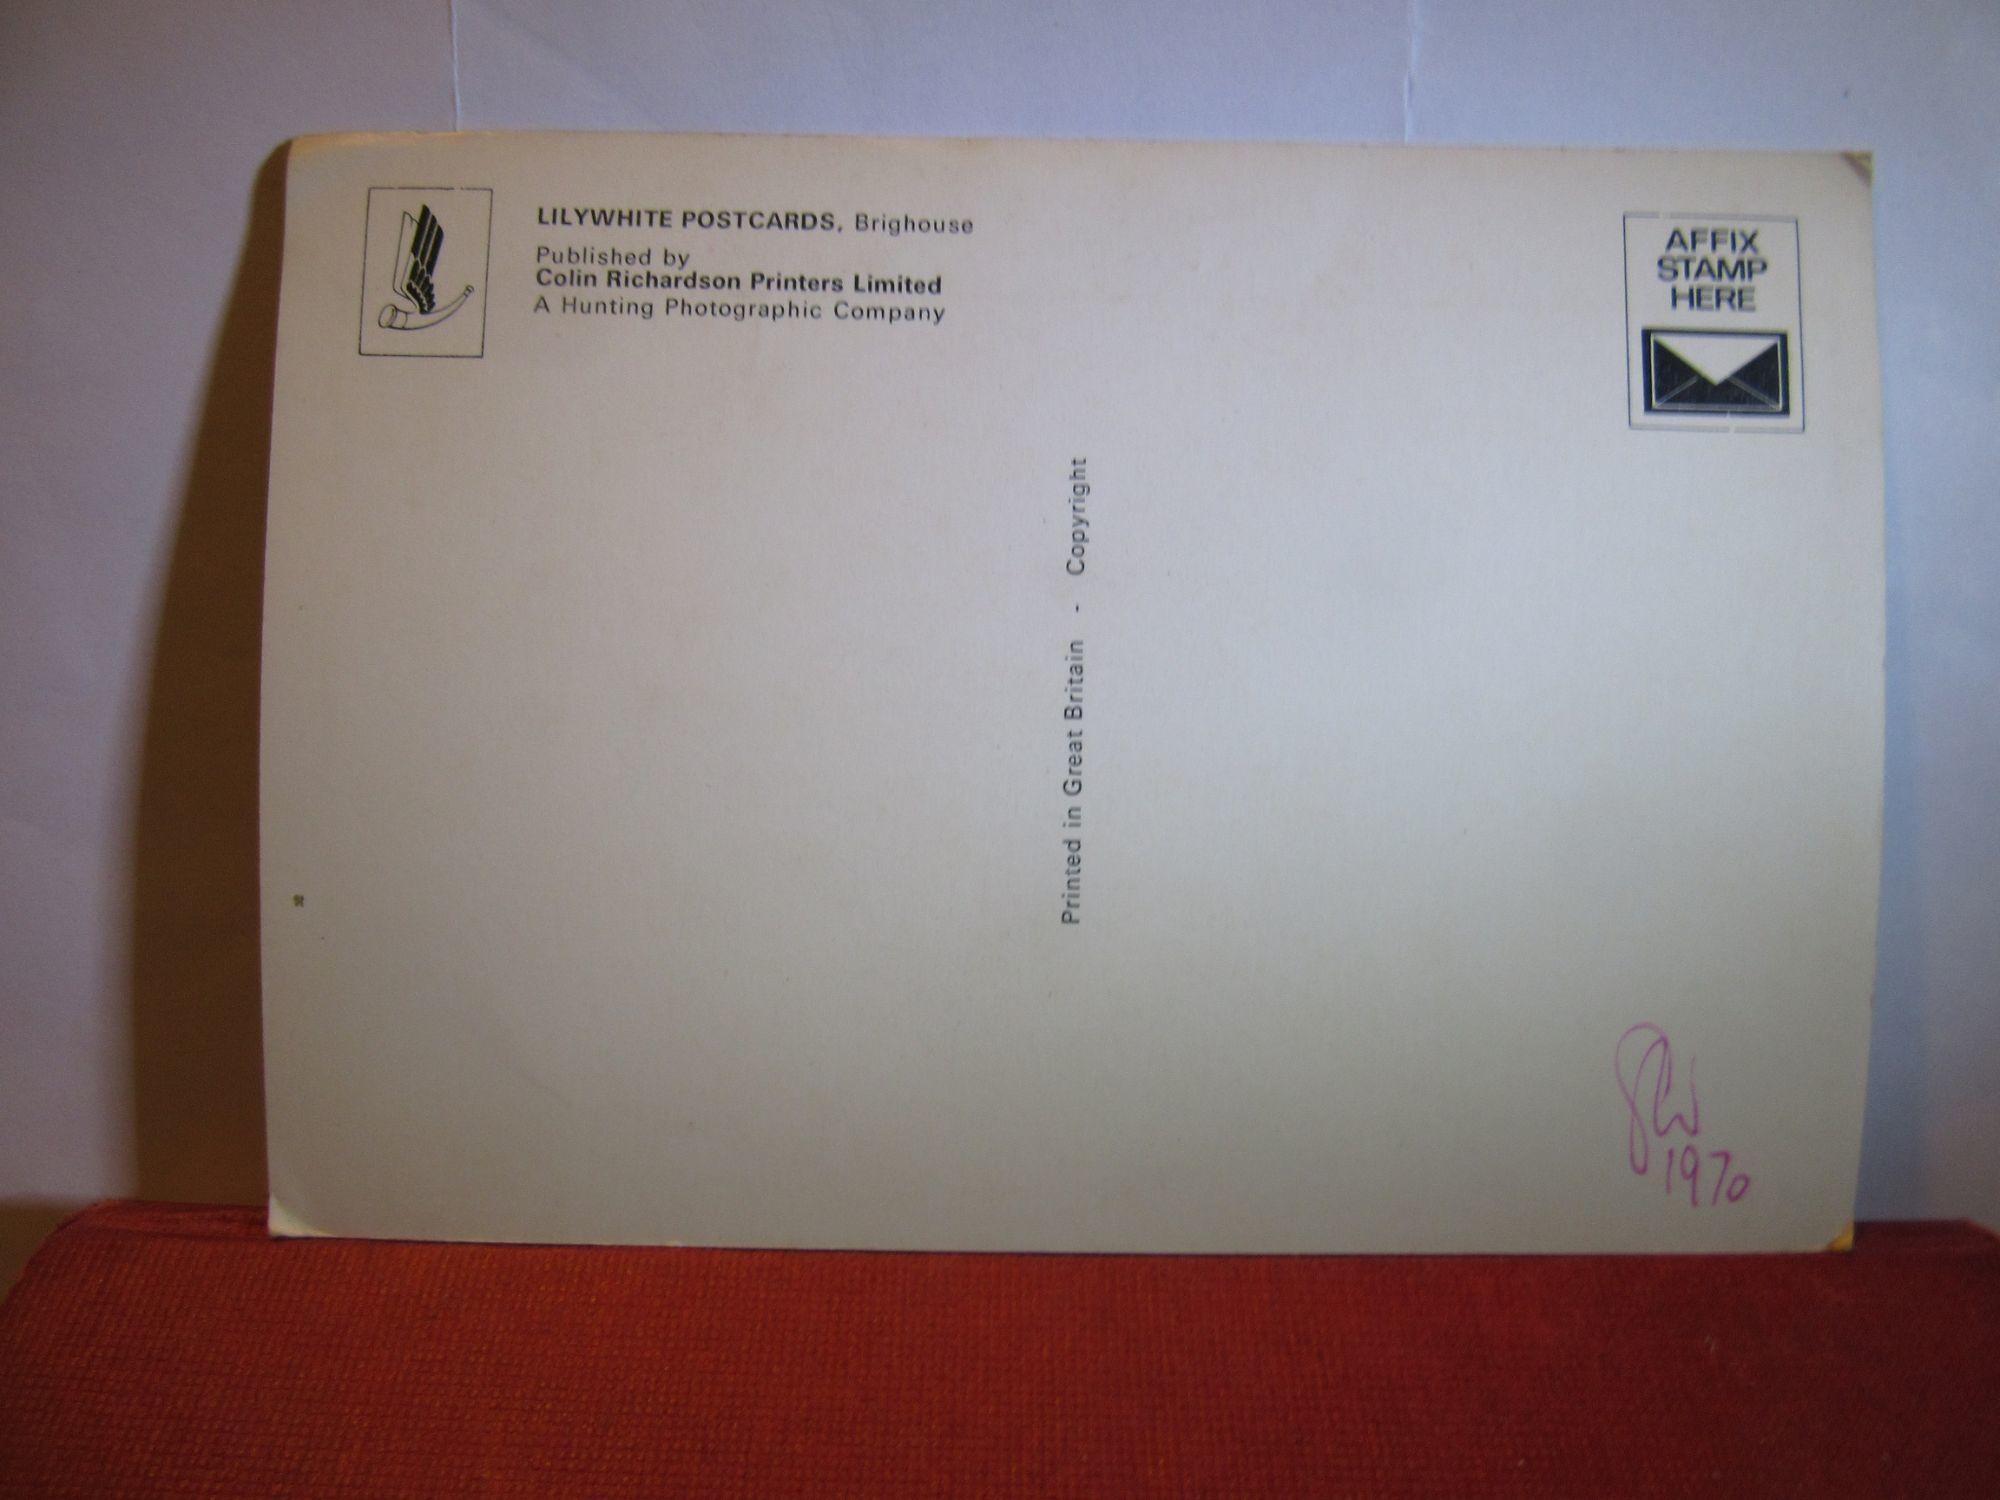 LILYWHITE POSTCARDS, Brighouse
Published by
Colin Richardson Printers Limited
A Hunting Photographic Company
AFFIX
STAMP
HERE
Printed in Great Britain - Copyright
1970